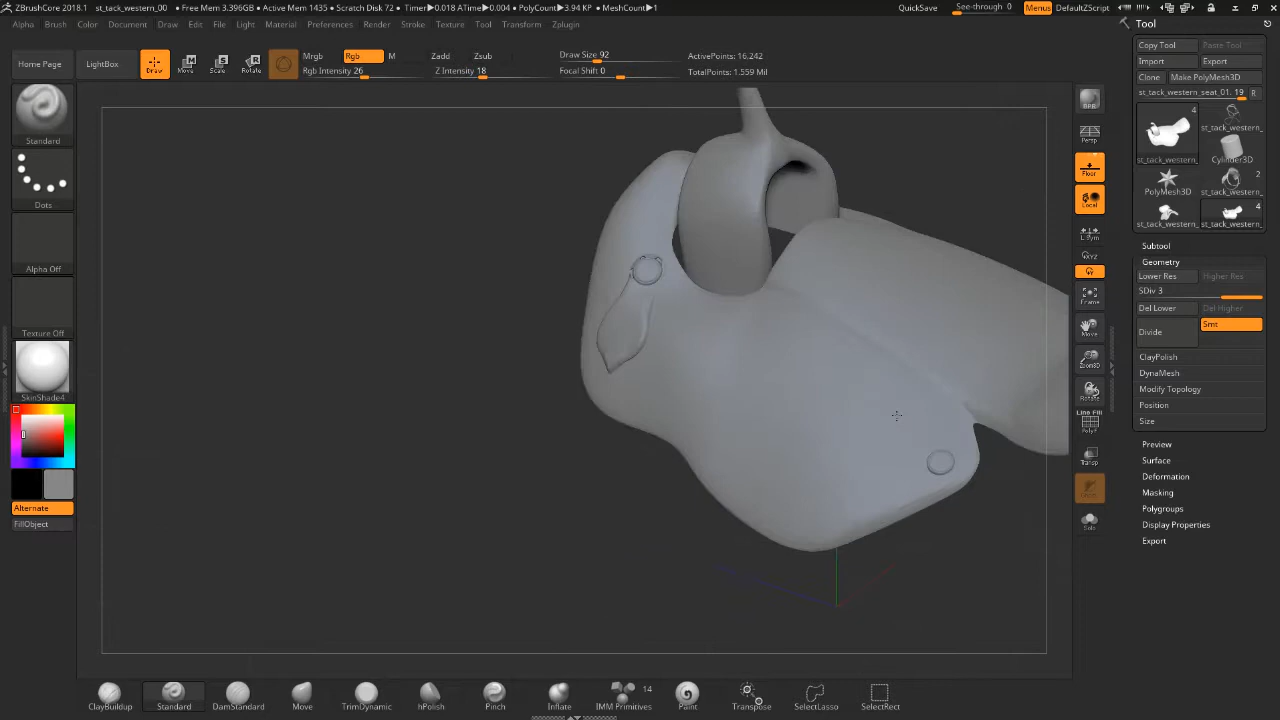 ZBrushCore 2018.1 st_tack_western_00 • Free Mem 3.396GB • Active Mem 1435 • Scratch Disk 72 • Timer▶0.018 ATime▶0.004 • PolyCount▶3.94 KP • MeshCount▶1 QuickSave See-through 0 Menus DefaultZScript
Alpha Brush Color Document Draw Edit File Light Material Preferences Render Stroke Texture Tool Transform Zplugin
Tool
Home Page LightBox Draw Move Scale Rotate
Mrgb Rgb M Zadd Zsub
Rgb Intensity 26 Z Intensity 18
Draw Size 92
Focal Shift 0
ActivePoints: 16,242
TotalPoints: 1.559 Mil
Standard
Dots
Alpha Off
Texture Off
SkinShade4
Alternate
FillObject
BPR
Persp
Floor
Local
L.Sym
Frame
Move
Zoom3D
Rotate
Line Fill
PolyF
Transp
Solo
Copy Tool Paste Tool
Import Export
Clone Make PolyMesh3D
st_tack_western_seat_01. 19 R
4
st_tack_western_ st_tack_western_
Cylinder3D
2
PolyMesh3D st_tack_western_
4
st_tack_western_ st_tack_western_
Subtool
Geometry
Lower Res Higher Res
SDiv 3
Del Lower Del Higher
Divide Smt
ClayPolish
DynaMesh
Modify Topology
Position
Size
Preview
Surface
Deformation
Masking
Polygroups
Display Properties
Export
14
ClayBuildup Standard DamStandard Move TrimDynamic hPolish Pinch Inflate IMM Primitives Paint Transpose SelectLasso SelectRect